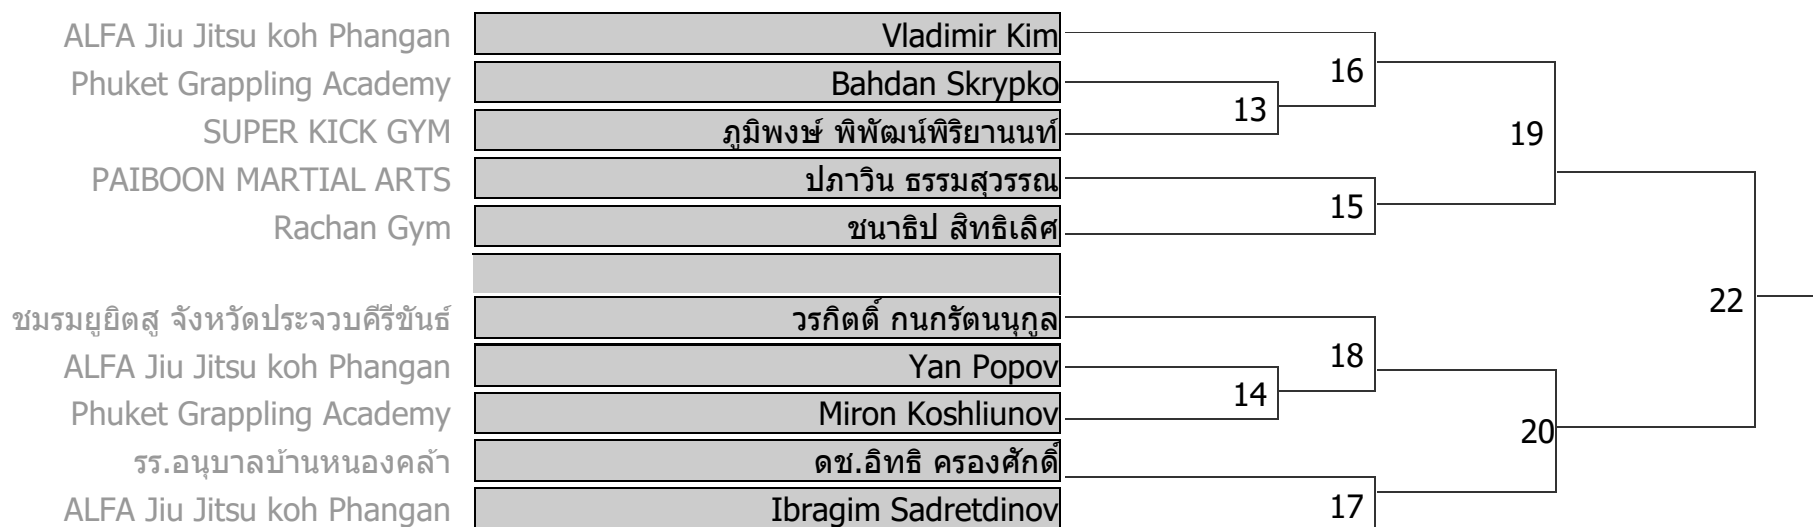 ALFA Jiu Jitsu koh Phangan Vladimir Kim
16
Phuket Grappling Academy Bahdan Skrypko
13
SUPER KICK GYM ภูมิพงษ์ พิพัฒน์พิริยานนท์
19
PAIBOON MARTIAL ARTS ปภาวิน ธรรมสุวรรณ
15
Rachan Gym ชนาธิป สิทธิเลิศ
22
ชมรมยูยิตสู จังหวัดประจวบคีรีขันธ์ วรกิตติ์ กนกรัตนนุกูล
18
ALFA Jiu Jitsu koh Phangan Yan Popov
14
Phuket Grappling Academy Miron Koshliunov
20
รร.อนุบาลบ้านหนองคล้า ดช.อิทธิ ครองศักดิ์
17
ALFA Jiu Jitsu koh Phangan Ibragim Sadretdinov